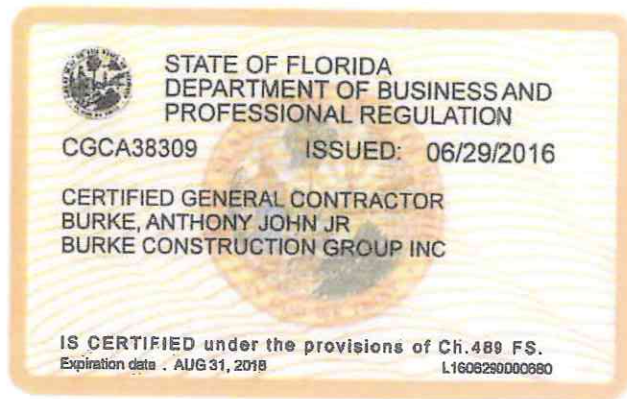 STATE OF FLORIDA
DEPARTMENT OF BUSINESS AND
PROFESSIONAL REGULATION
CGCA38309 ISSUED: 06/29/2016
CERTIFIED GENERAL CONTRACTOR
BURKE, ANTHONY JOHN JR
BURKE CONSTRUCTION GROUP INC
IS CERTIFIED under the provisions of Ch.489 FS.
Expiration date : AUG 31, 2018 L1606290000680